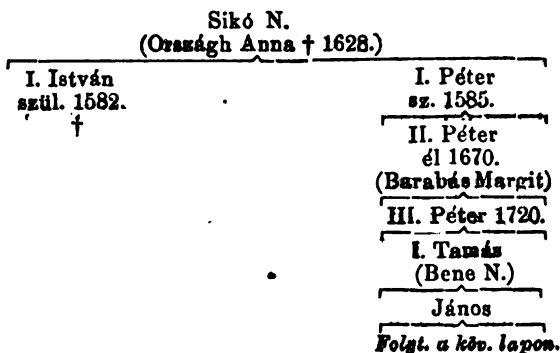 Sikó N.
(Országh Anna † 1628.)
I. István
szül. 1582.
†
I. Péter
sz. 1585.
II. Péter
él 1670.
(Barabás Margit)
III. Péter 1720.
I. Tamás
(Bene N.)
János
Folyt. a köv. lapon.